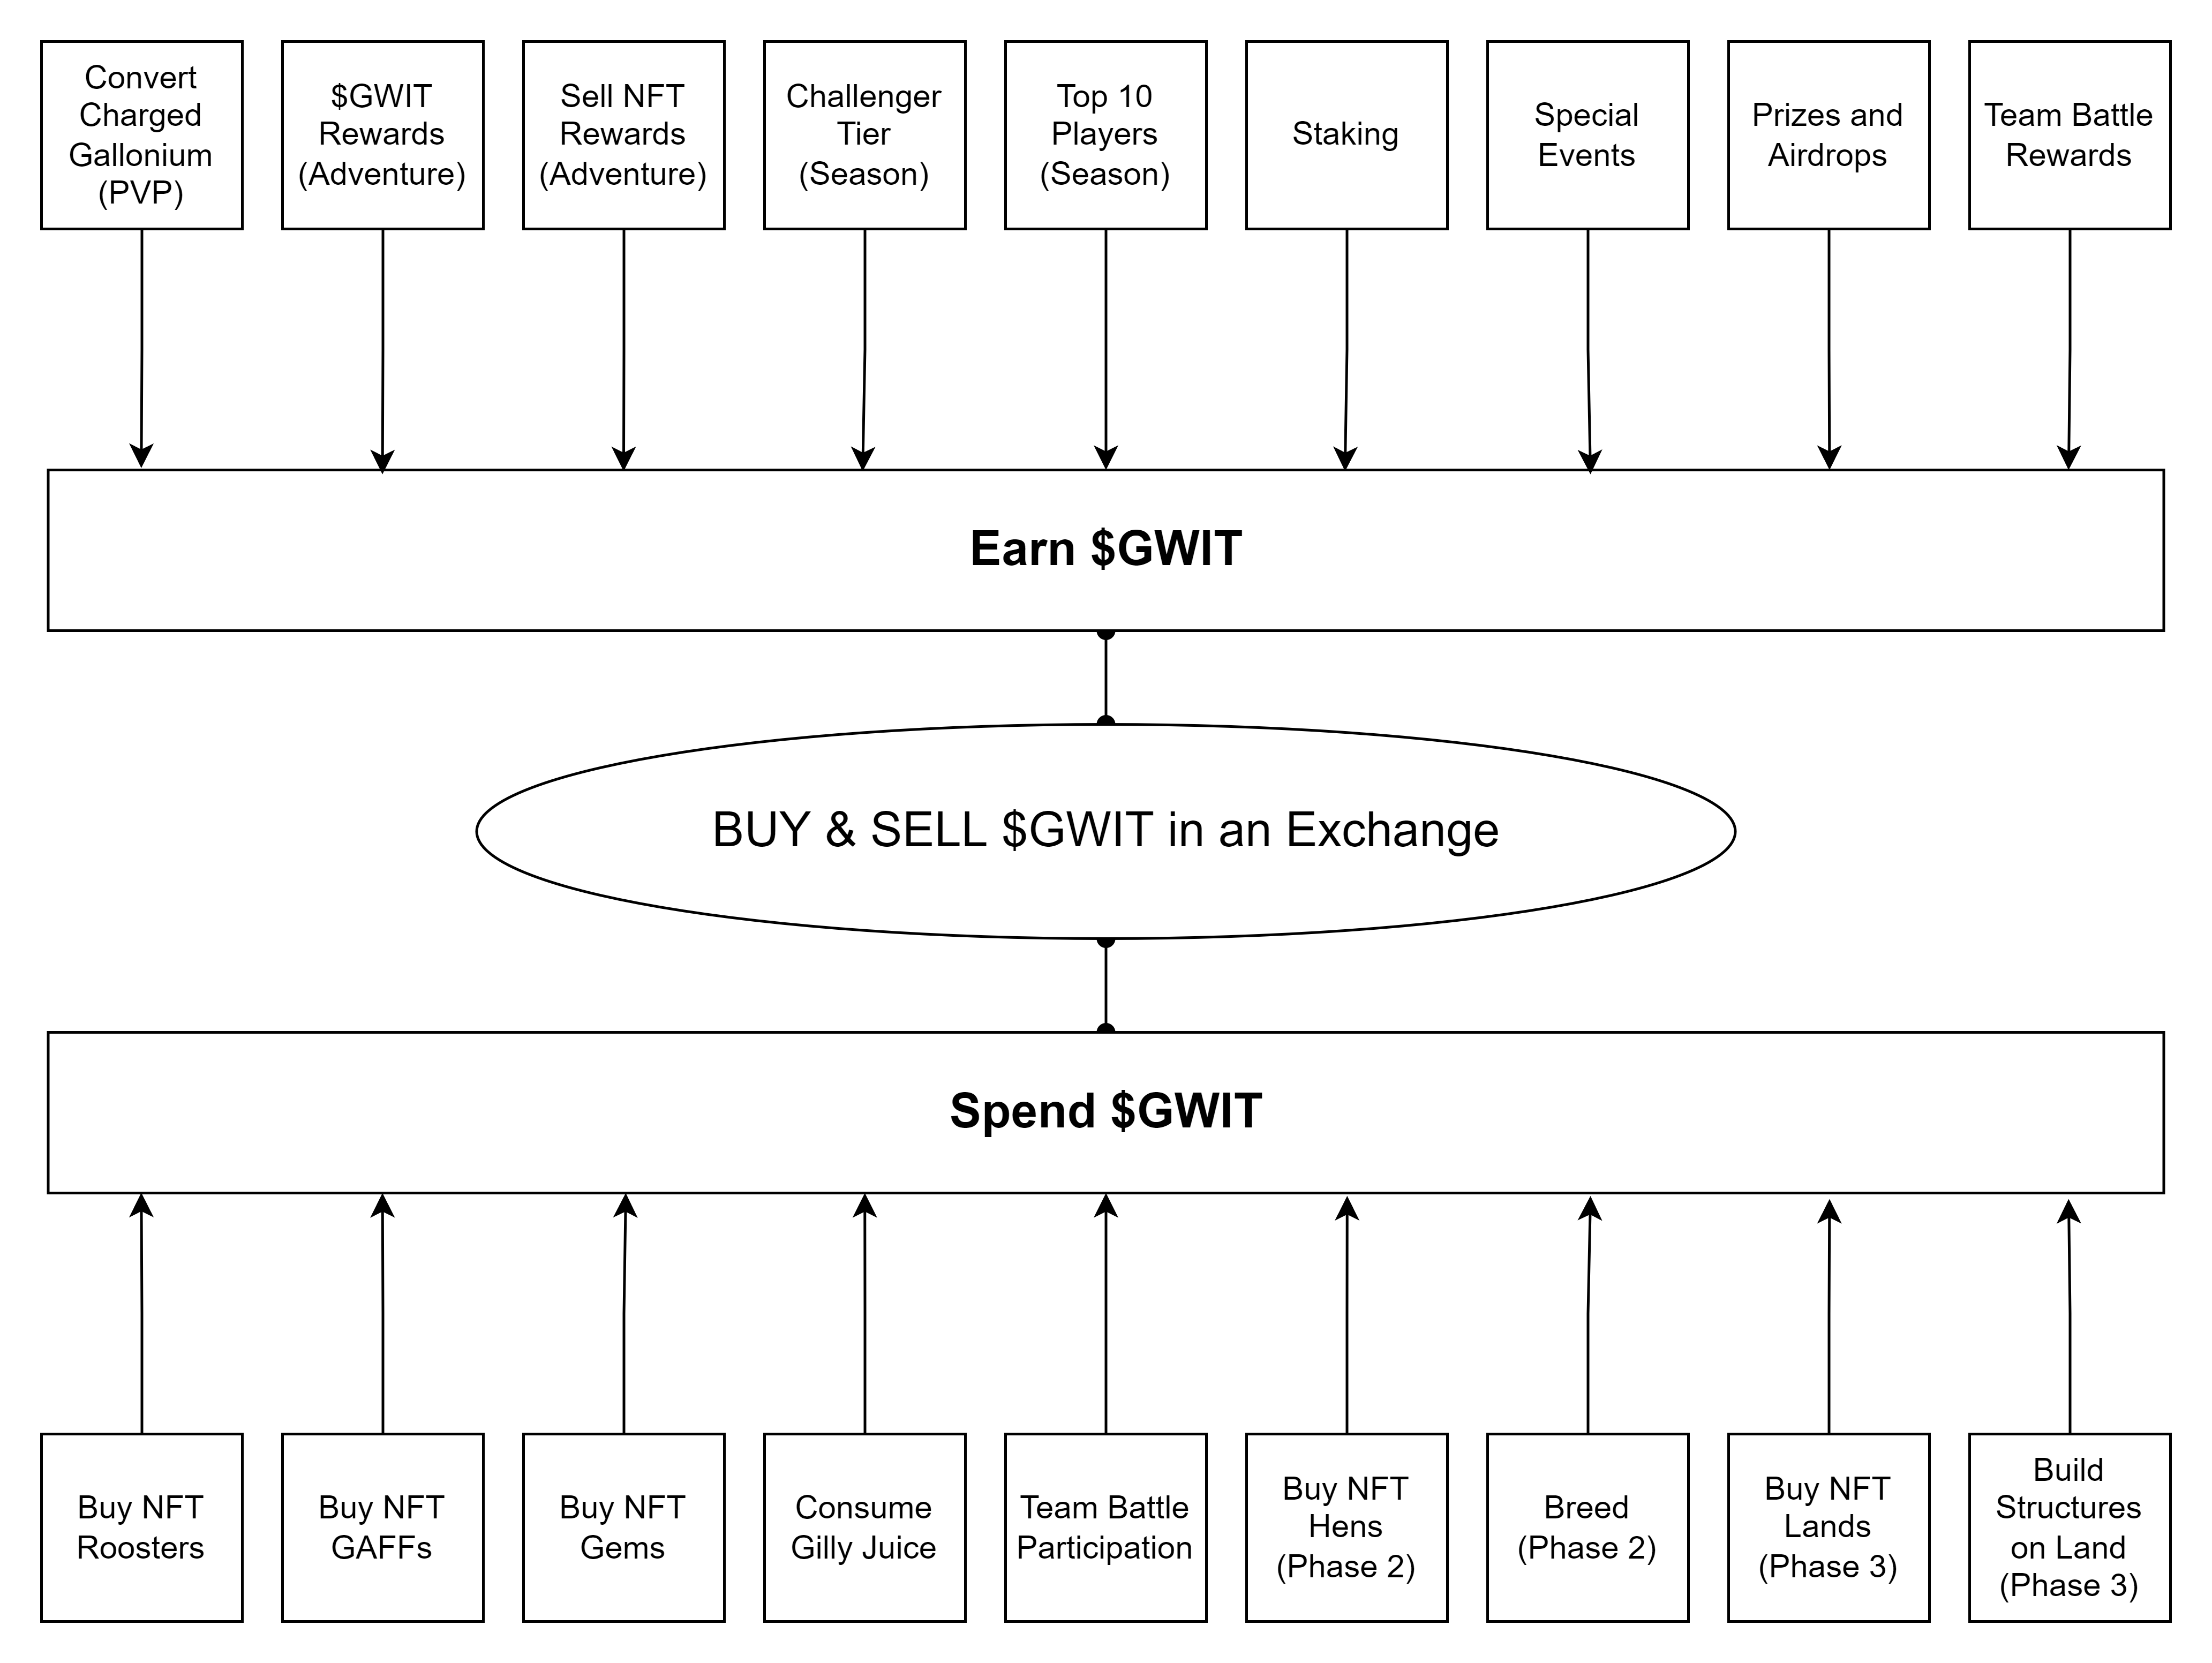 Convert
Charged
Gallonium
(PVP)
$GWIT
Rewards
(Adventure)
Sell NFT
Rewards
(Adventure)
Challenger
Tier
(Season)
Top 10
Players
(Season)
Staking
Special
Events
Prizes and
Airdrops
Team Battle
Rewards
Earn $GWIT
BUY & SELL $GWIT in an Exchange
Spend $GWIT
Buy NFT
Roosters
Buy NFT
GAFFs
Buy NFT
Gems
Consume
Gilly Juice
Team Battle
Participation
Buy NFT
Hens
(Phase 2)
Breed
(Phase 2)
Buy NFT
Lands
(Phase 3)
Build
Structures
on Land
(Phase 3)